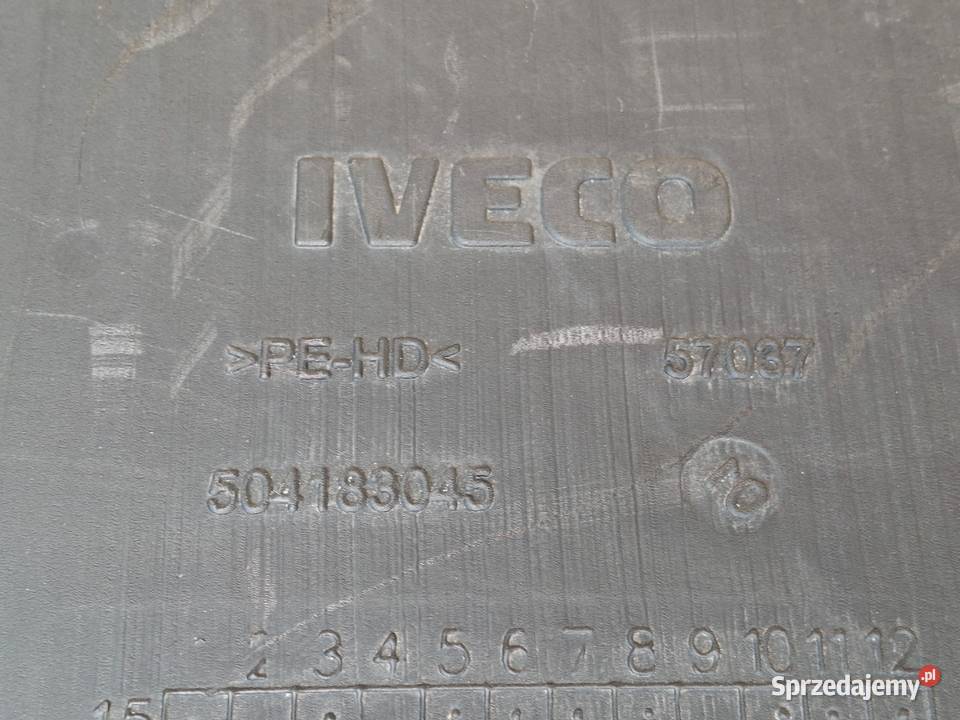 IVECO
>PE-HD< 57037
504183045
2 3 4 5 6 7 8 9 10 11 12
15
Sprzedajemy.pl